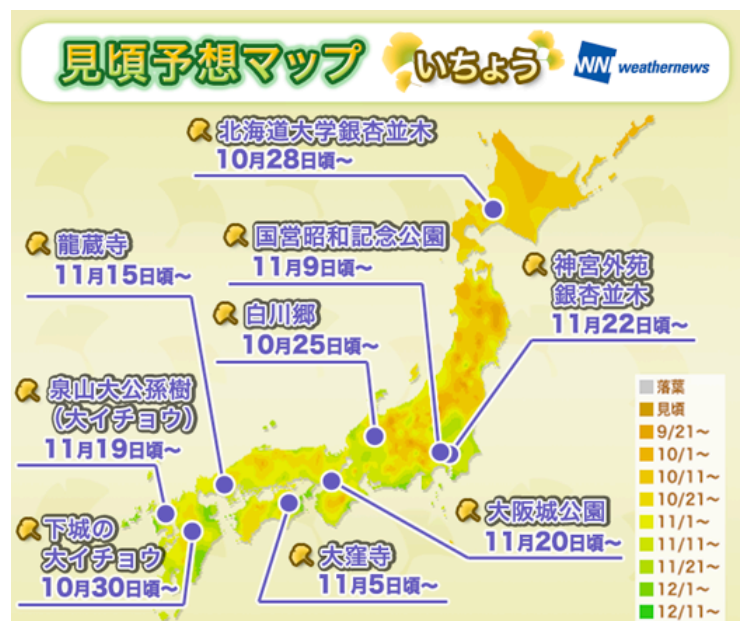 見頃予想マップ いちょう WNI weathernews
北海道大学銀杏並木
10月28日頃〜
龍蔵寺
11月15日頃〜
国営昭和記念公園
11月9日頃〜
神宮外苑
銀杏並木
11月22日頃〜
白川郷
10月25日頃〜
泉山大公孫樹
（大イチョウ）
11月19日頃〜
下城の
大イチョウ
10月30日頃〜
大窪寺
11月5日頃〜
大阪城公園
11月20日頃〜
落葉
見頃
9/21〜
10/1〜
10/11〜
10/21〜
11/1〜
11/11〜
11/21〜
12/1〜
12/11〜